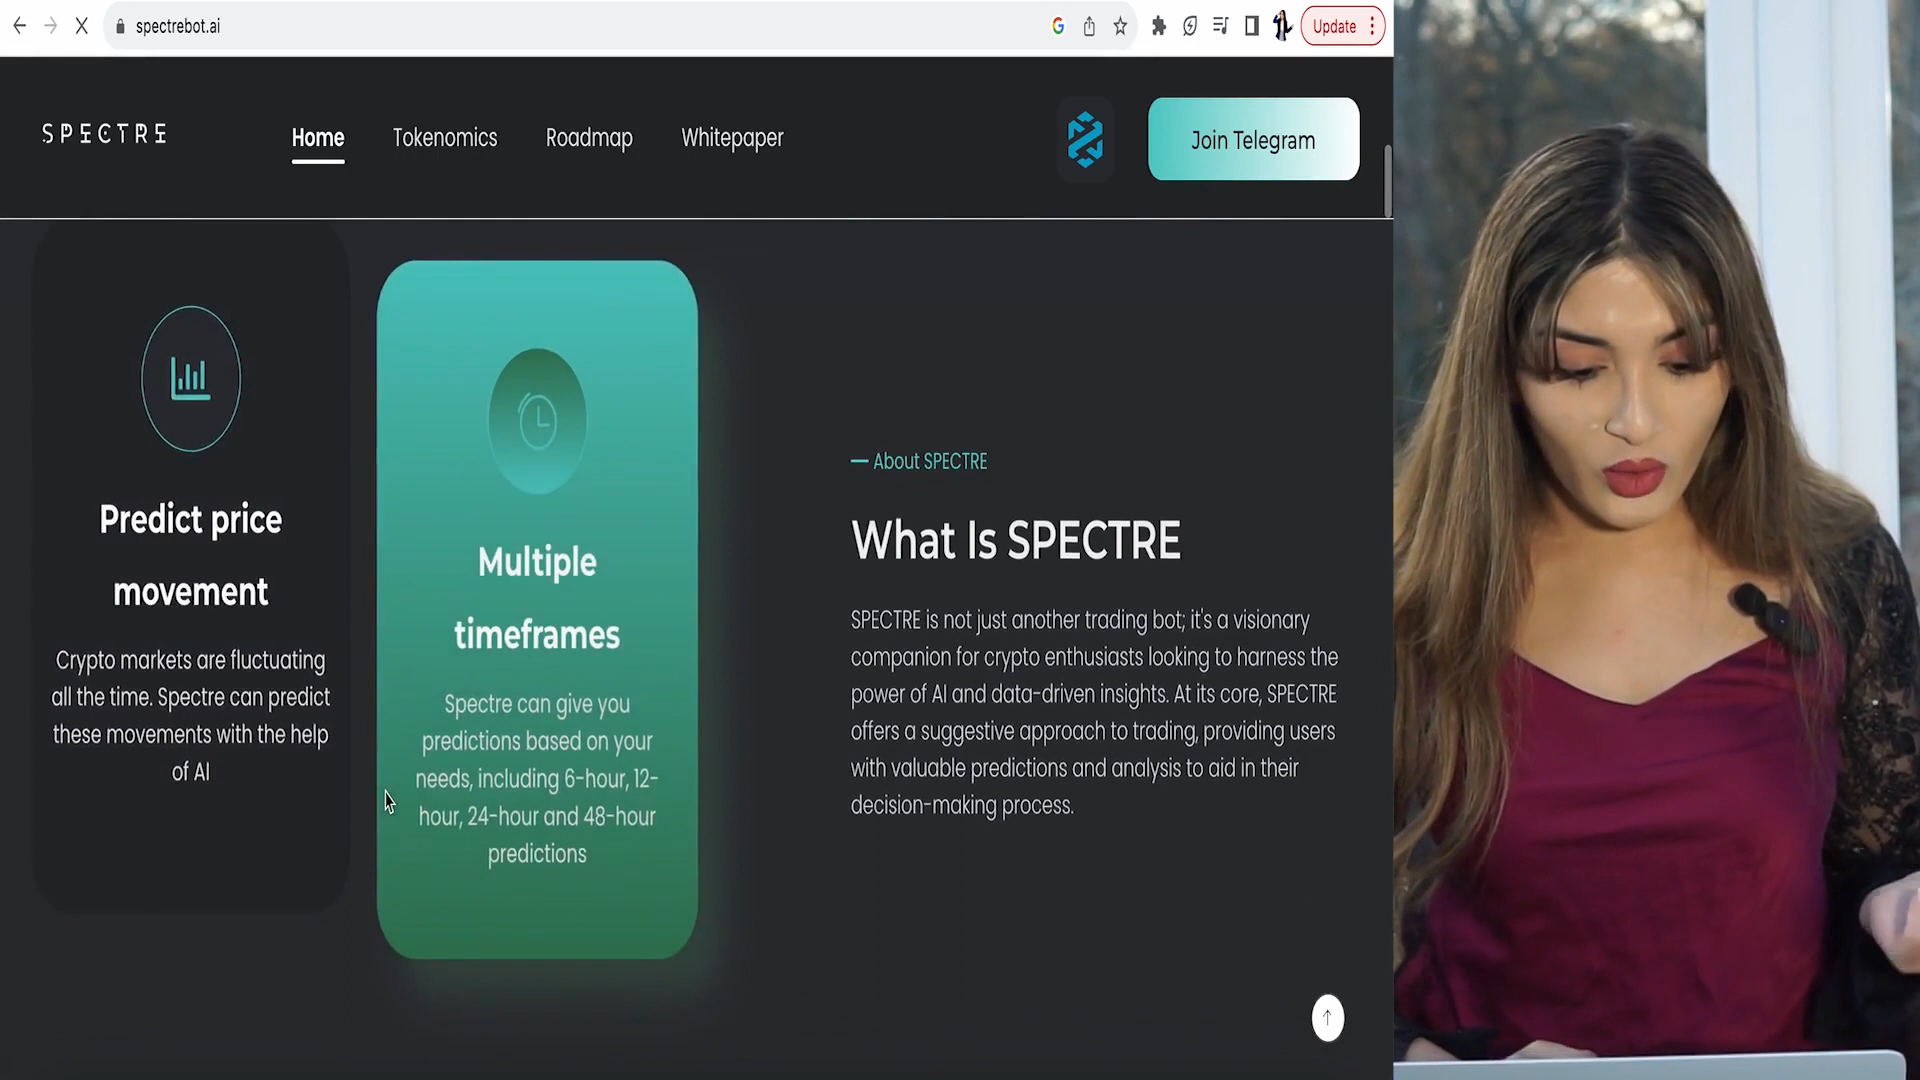 spectrebot.ai
Update
SPECTRE
Home
Tokenomics
Roadmap
Whitepaper
Join Telegram
Predict price
movement
Crypto markets are fluctuating
all the time. Spectre can predict
these movements with the help
of AI
Multiple
timeframes
Spectre can give you
predictions based on your
needs, including 6-hour, 12-
hour, 24-hour and 48-hour
predictions
— About SPECTRE
What Is SPECTRE
SPECTRE is not just another trading bot; it's a visionary
companion for crypto enthusiasts looking to harness the
power of AI and data-driven insights. At its core, SPECTRE
offers a suggestive approach to trading, providing users
with valuable predictions and analysis to aid in their
decision-making process.